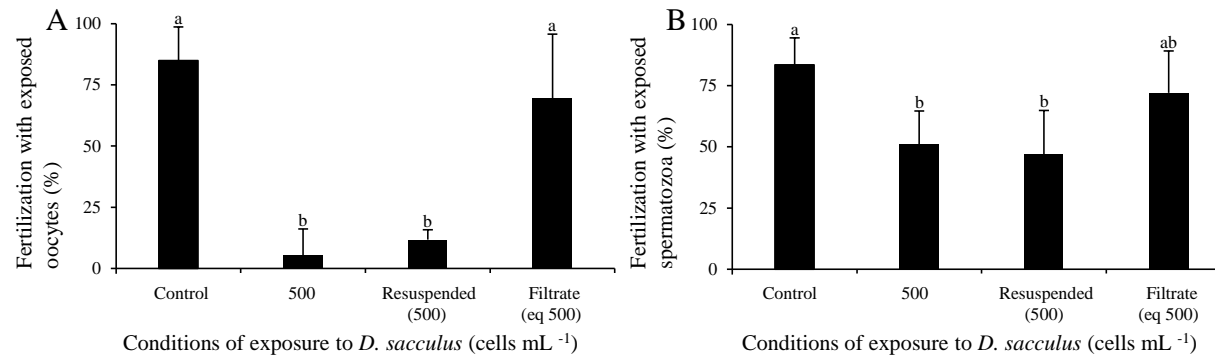 A
100
75
50
25
0
Fertilization with exposed
oocytes (%)
a
b
b
a
Control
500
Resuspended
(500)
Filtrate
(eq 500)
Conditions of exposure to D. sacculus (cells mL -1)
B
100
75
50
25
0
Fertilization with exposed
spermatozoa (%)
a
b
b
ab
Control
500
Resuspended
(500)
Filtrate
(eq 500)
Conditions of exposure to D. sacculus (cells mL -1)